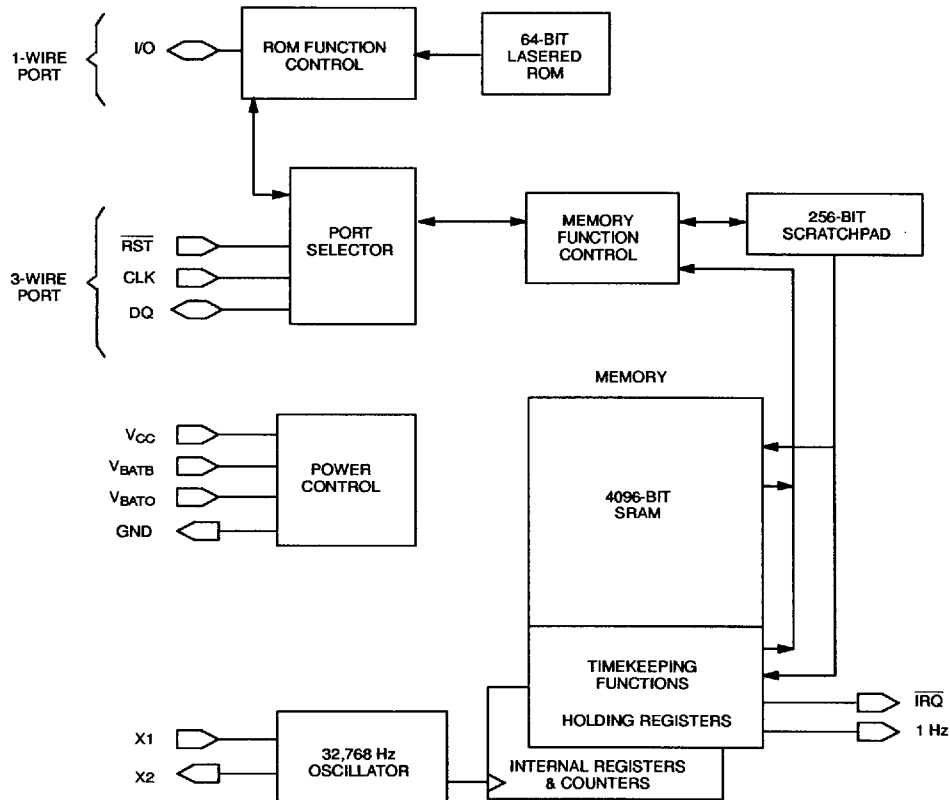 1-WIRE
PORT
I/O
ROM FUNCTION
CONTROL
64-BIT
LASERED
ROM
3-WIRE
PORT
R̅S̅T̅
CLK
DQ
PORT
SELECTOR
MEMORY
FUNCTION
CONTROL
256-BIT
SCRATCHPAD
MEMORY
VCC
VBATB
VBATO
GND
POWER
CONTROL
4096-BIT
SRAM
TIMEKEEPING
FUNCTIONS
HOLDING REGISTERS
I̅R̅Q̅
1 Hz
X1
X2
32,768 Hz
OSCILLATOR
INTERNAL REGISTERS
& COUNTERS